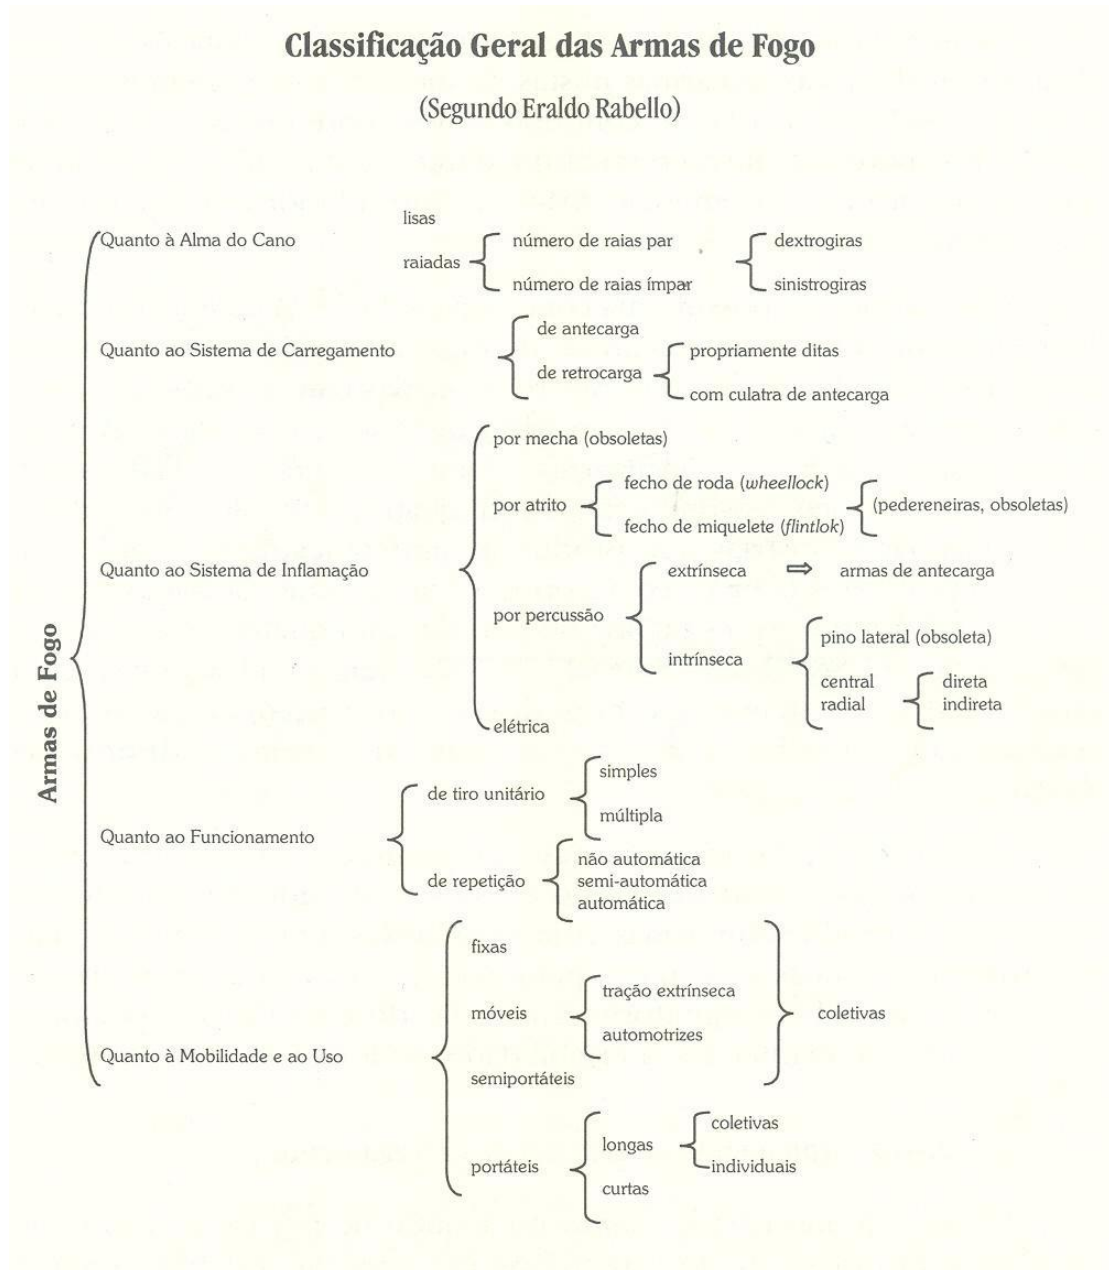 Classificação Geral das Armas de Fogo
(Segundo Eraldo Rabello)
Armas de Fogo
Quanto à Alma do Cano
lisas
raiadas
número de raias par
número de raias ímpar
dextrogiras
sinistrogiras
Quanto ao Sistema de Carregamento
de antecarga
de retrocarga
propriamente ditas
com culatra de antecarga
Quanto ao Sistema de Inflamação
por mecha (obsoletas)
por atrito
fecho de roda (wheellock)
fecho de miquelete (flintlok)
(pedereneiras, obsoletas)
por percussão
extrínseca ⇨ armas de antecarga
intrínseca
pino lateral (obsoleta)
central
radial
direta
indireta
elétrica
Quanto ao Funcionamento
de tiro unitário
simples
múltipla
de repetição
não automática
semi-automática
automática
Quanto à Mobilidade e ao Uso
fixas
móveis
tração extrínseca
automotrizes
semiportáteis
coletivas
portáteis
longas
coletivas
individuais
curtas